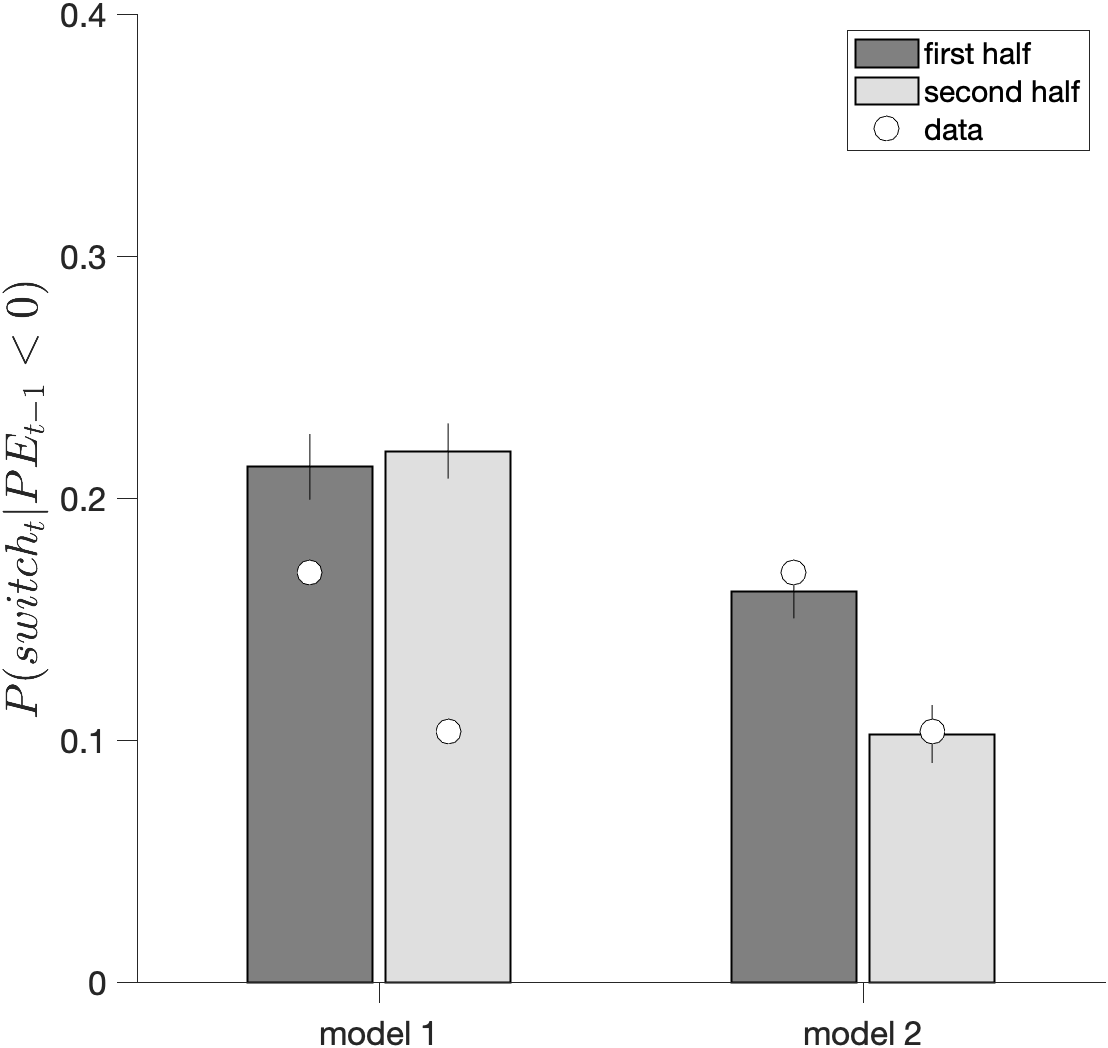 0.4
0.3
0.2
0.1
0
P(switch_t|PE_{t−1} < 0)
first half
second half
data
model 1
model 2